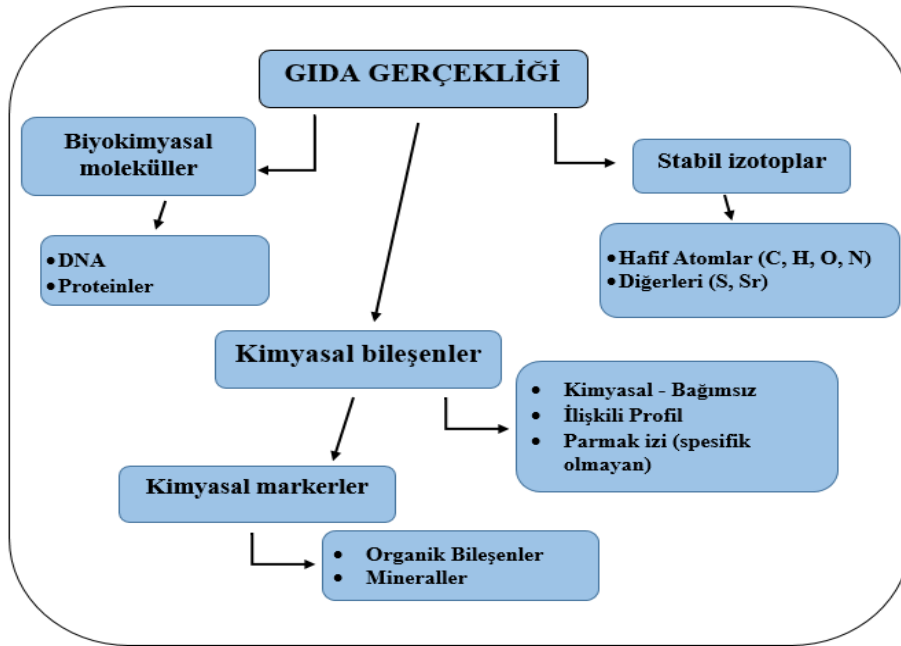 GIDA GERÇEKLİĞİ
Biyokimyasal
moleküller
• DNA
• Proteinler
Stabil izotoplar
• Hafif Atomlar (C, H, O, N)
• Diğerleri (S, Sr)
Kimyasal bileşenler
• Kimyasal - Bağımsız
• İlişkili Profil
• Parmak izi (spesifik
olmayan)
Kimyasal markerler
• Organik Bileşenler
• Mineraller